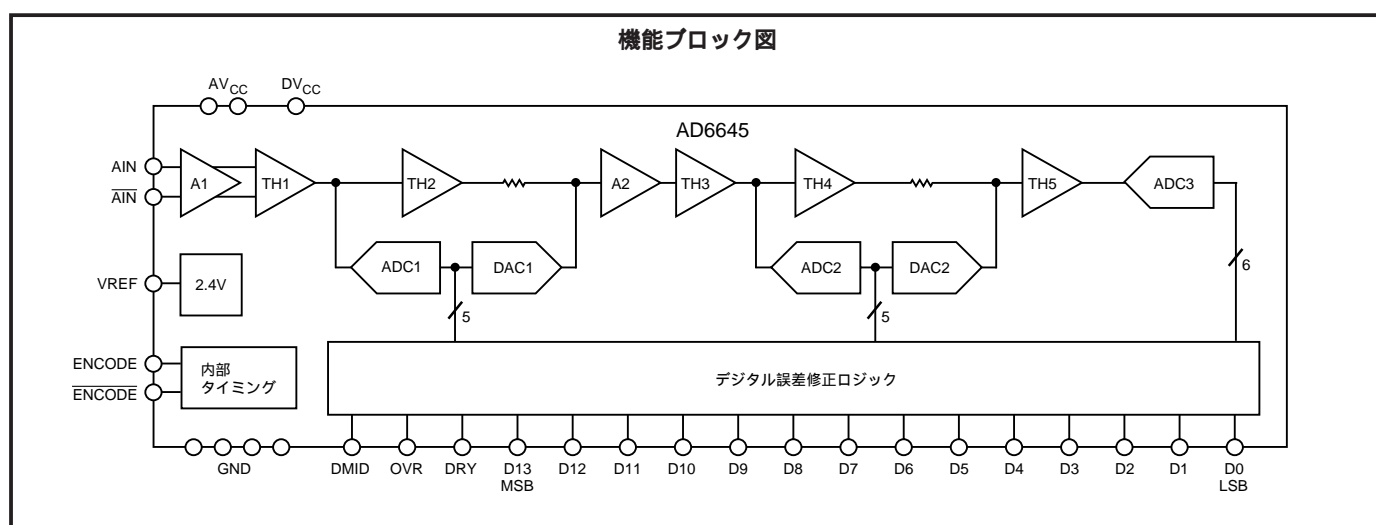 機能ブロック図
AVCC DVCC
AD6645
AIN
AIN
A1 TH1 TH2 A2 TH3 TH4 TH5 ADC3
ADC1 DAC1 ADC2 DAC2
VREF 2.4V
5 5 6
ENCODE
ENCODE
内部
タイミング
デジタル誤差修正ロジック
GND DMID OVR DRY D13 D12 D11 D10 D9 D8 D7 D6 D5 D4 D3 D2 D1 D0
MSB LSB